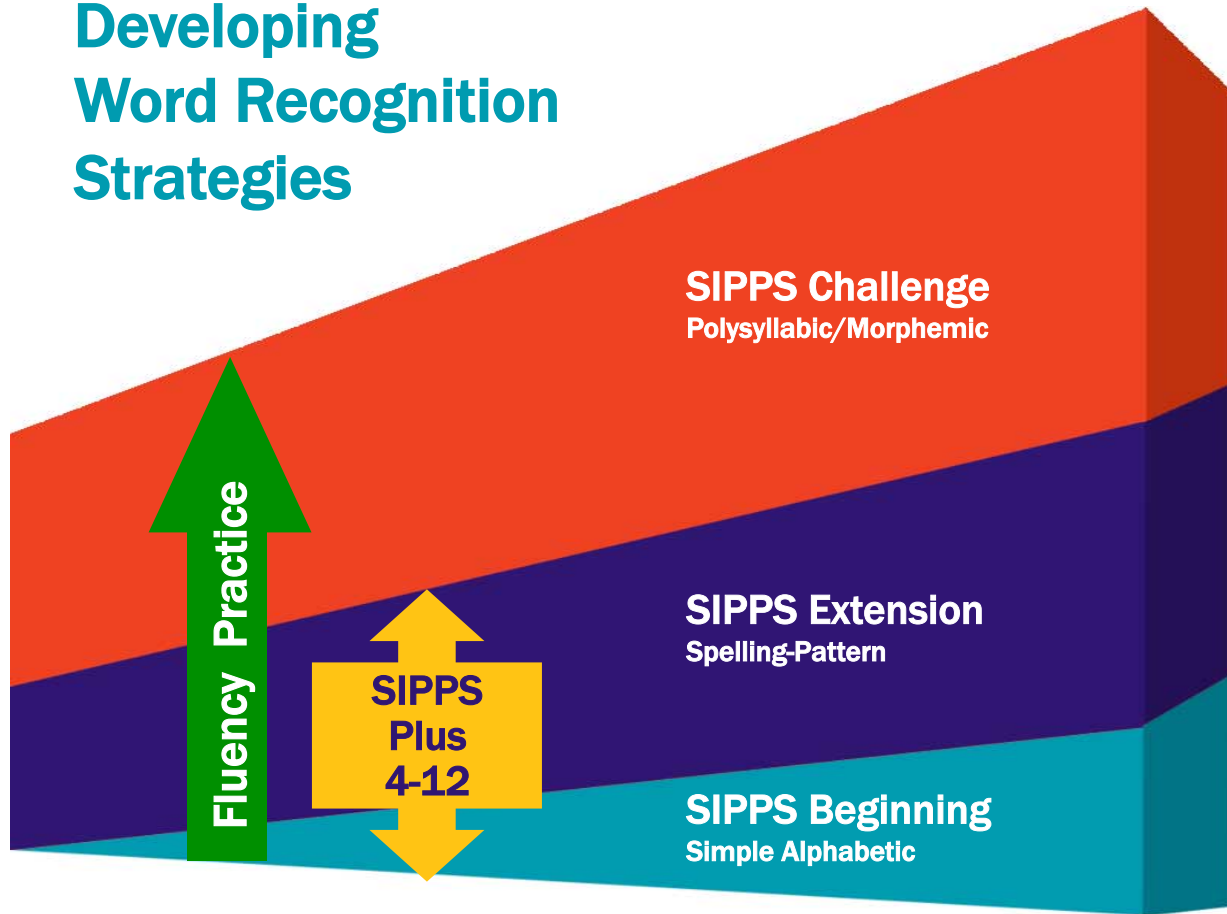 Developing
Word Recognition
Strategies
SIPPS Challenge
Polysyllabic/Morphemic
Fluency Practice
SIPPS
Plus
4-12
SIPPS Extension
Spelling-Pattern
SIPPS Beginning
Simple Alphabetic